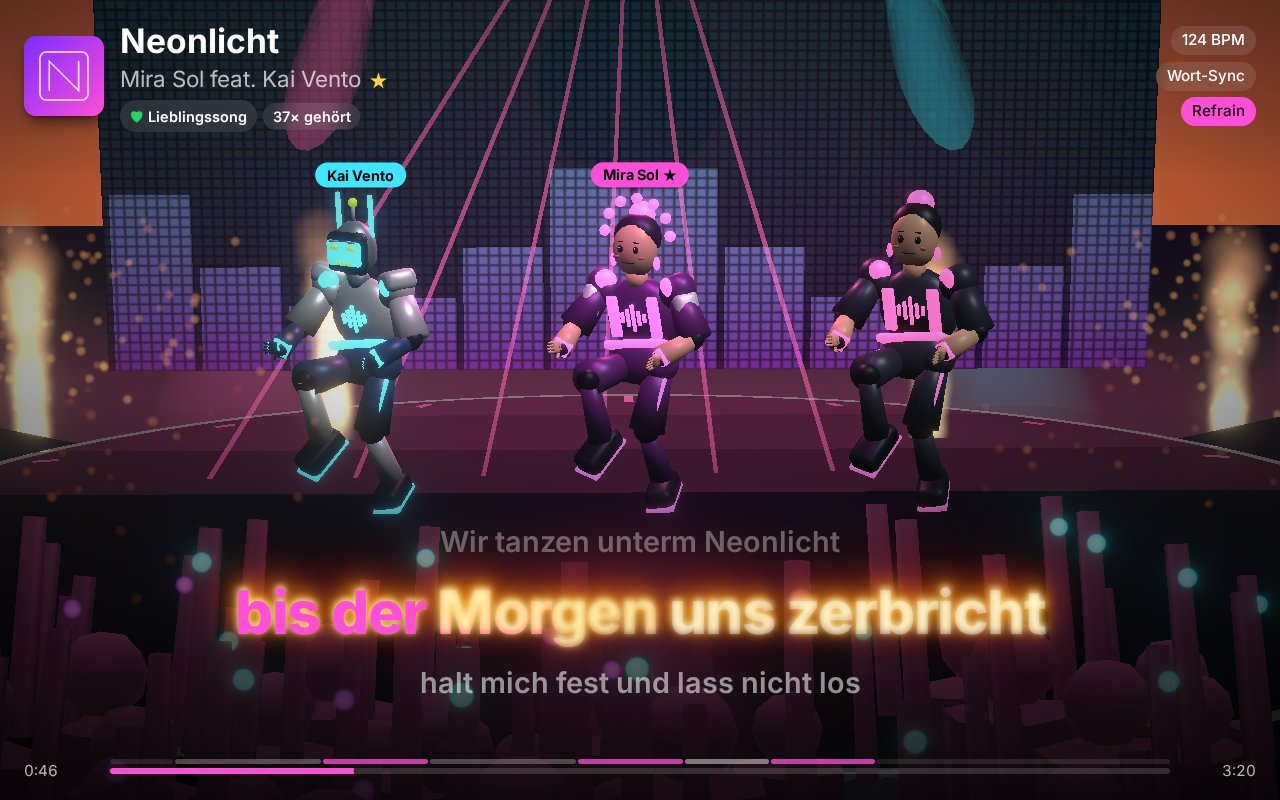 N
Neonlicht
Mira Sol feat. Kai Vento ★
Lieblingssong
37× gehört
124 BPM
Wort-Sync
Refrain
Kai Vento
Mira Sol ★
Wir tanzen unterm Neonlicht
bis der Morgen uns zerbricht
halt mich fest und lass nicht los
0:46
3:20